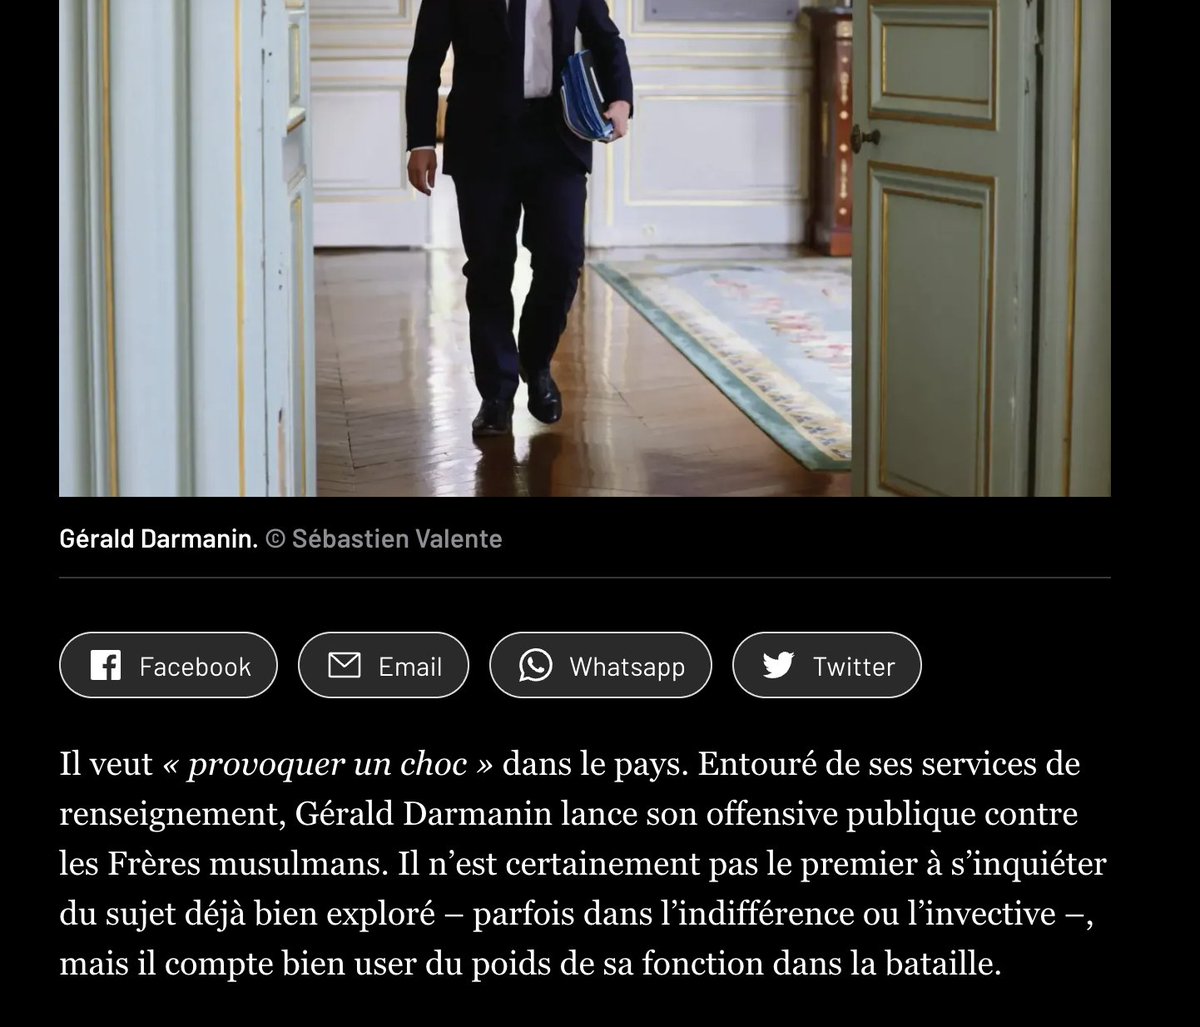 Gérald Darmanin. © Sébastien Valente
Facebook
Email
Whatsapp
Twitter
Il veut « provoquer un choc » dans le pays. Entouré de ses services de
renseignement, Gérald Darmanin lance son offensive publique contre
les Frères musulmans. Il n’est certainement pas le premier à s’inquiéter
du sujet déjà bien exploré – parfois dans l’indifférence ou l’invective –,
mais il compte bien user du poids de sa fonction dans la bataille.